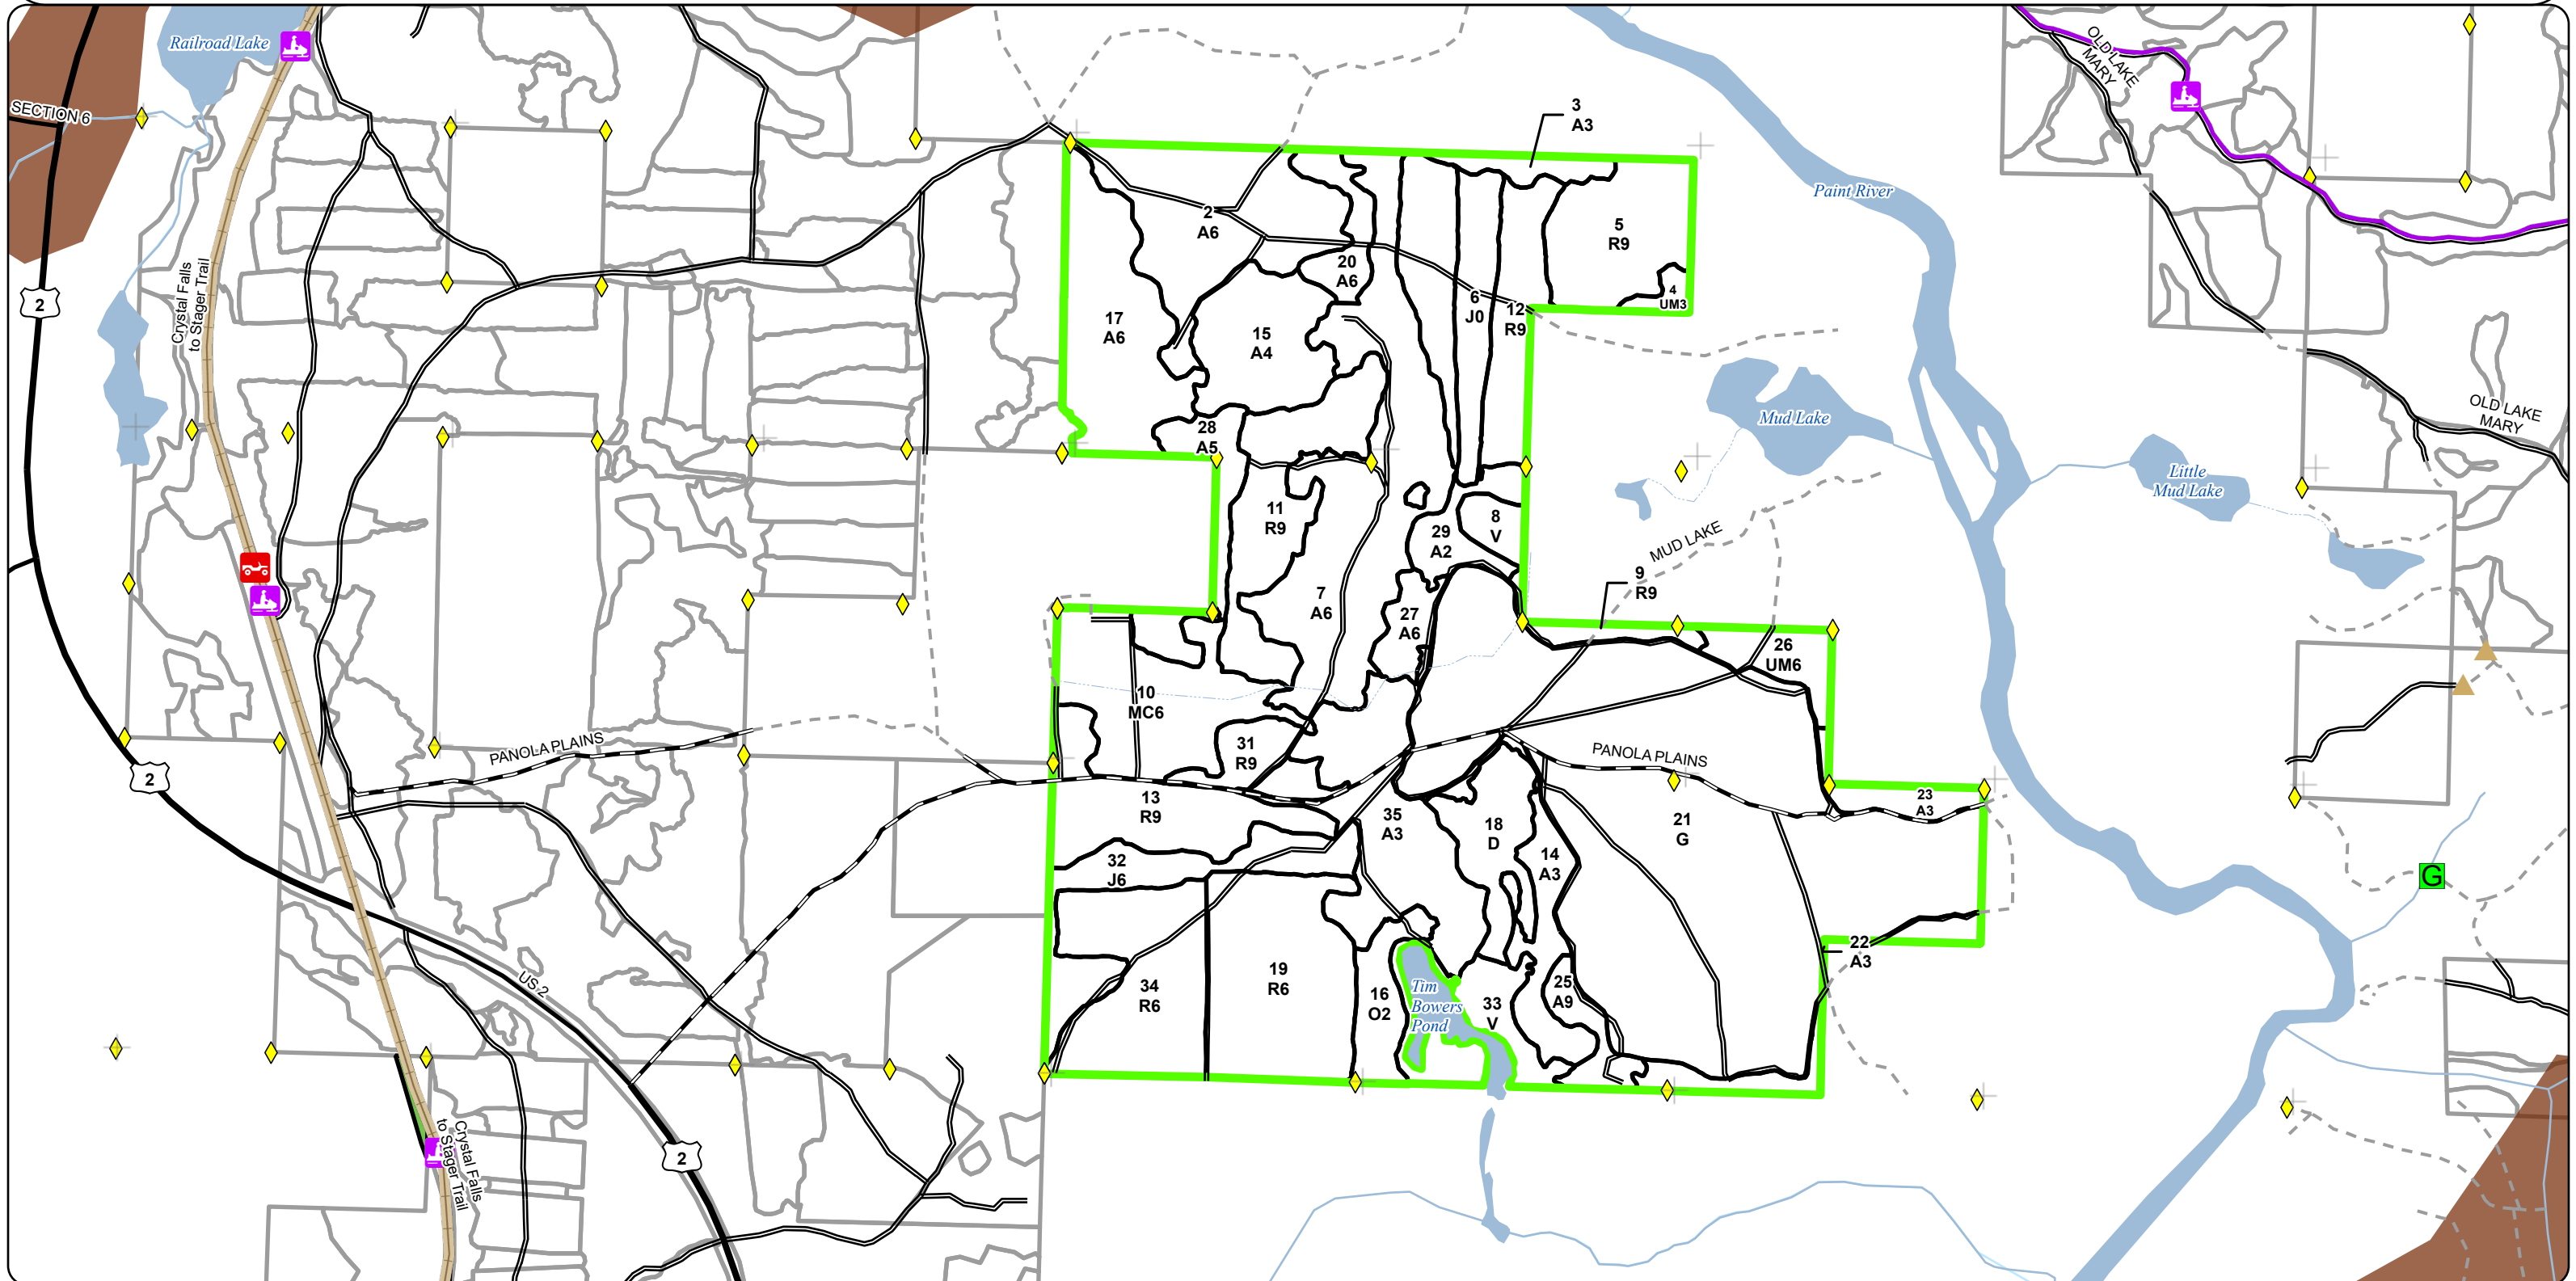 Railroad Lake
SECTION 6
2
Crystal Falls
to Stager Trail
OLD LAKE
MARY
Paint River
3
A3
2
A6
5
R9
4
UM3
20
A6
6
J0
12
R9
17
A6
15
A4
28
A5
Mud Lake
OLD LAKE
MARY
Little
Mud Lake
11
R9
8
V
29
A2
MUD LAKE
9
R9
7
A6
27
A6
26
UM6
10
MC6
31
R9
PANOLA PLAINS
PANOLA PLAINS
2
13
R9
35
A3
18
D
21
G
23
A3
14
A3
32
J6
G
22
A3
34
R6
19
R6
16
O2
Tim
Bowers
Pond
33
V
25
A9
US 2
2
Crystal Falls
to Stager Trail